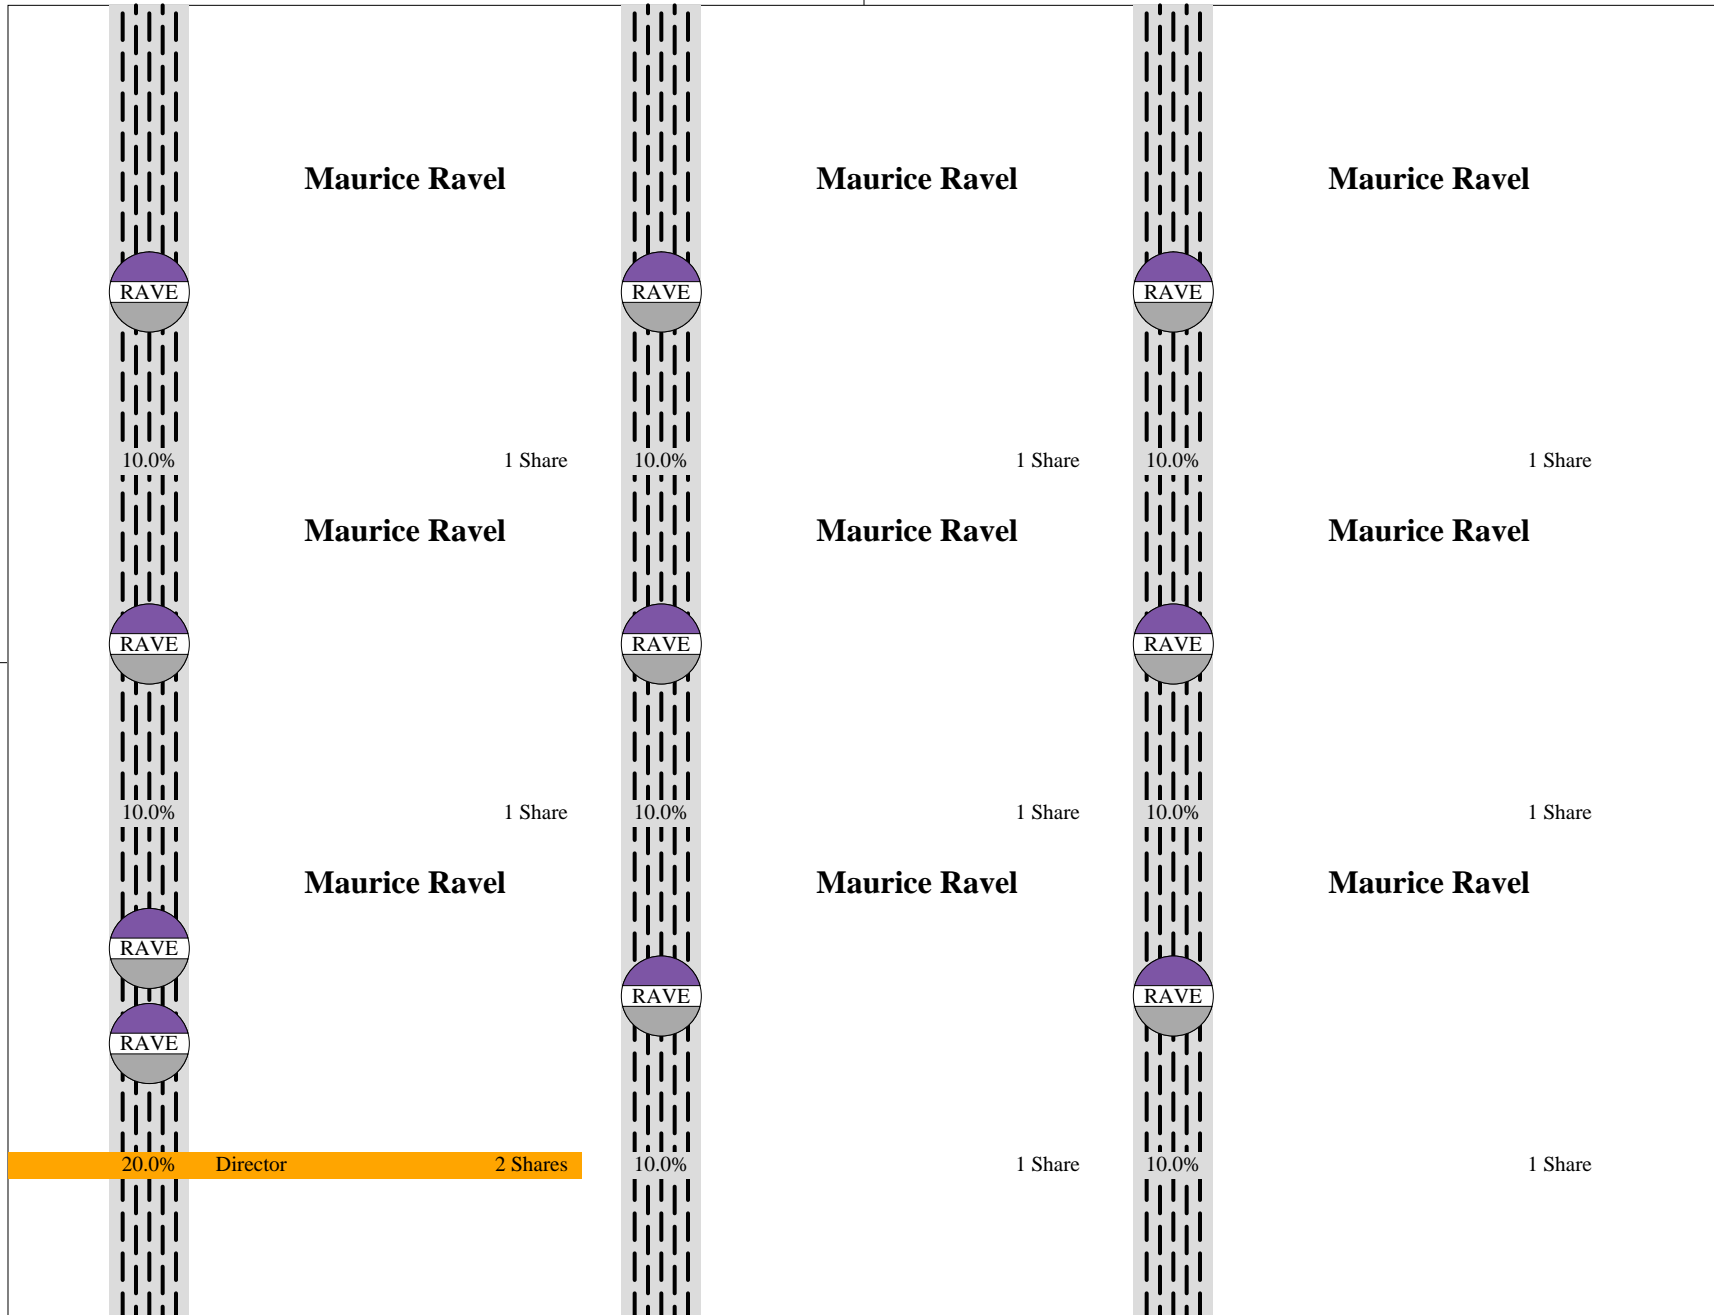 Maurice Ravel Maurice Ravel Maurice Ravel
RAVE RAVE RAVE
10.0% 1 Share 10.0% 1 Share 10.0% 1 Share
Maurice Ravel Maurice Ravel Maurice Ravel
RAVE RAVE RAVE
10.0% 1 Share 10.0% 1 Share 10.0% 1 Share
Maurice Ravel Maurice Ravel Maurice Ravel
RAVE
RAVE RAVE
RAVE
20.0% Director 2 Shares 10.0% 1 Share 10.0% 1 Share